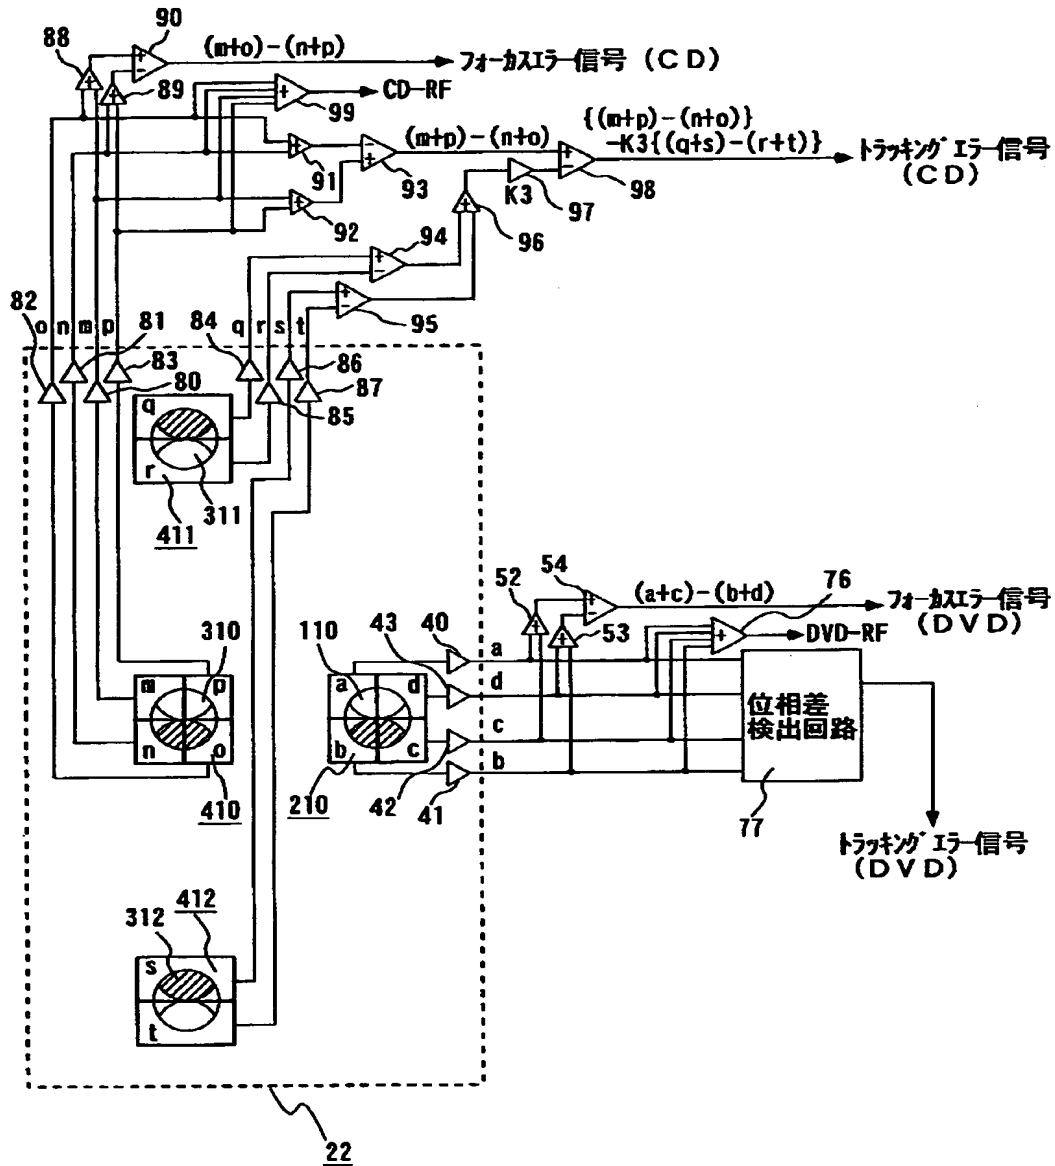 90
88
(m+o)-(n+p)
フォーカスエラー信号 (CD)
89
CD-RF
99
{(m+p)-(n+o)}
-K3{(q+s)-(r+t)}
(m+p)-(n+o)
トラッキングエラー信号
(CD)
91
93
K3
97
98
92
94
96
95
82
o n m p
81
q r s t
84
83
80
86
87
85
q
r
311
411
310
m p
n o
410
110
43
40
a d
b c
210
42
41
a
d
c
b
52
54
53
(a+c)-(b+d)
76
フォーカスエラー信号
(DVD)
DVD-RF
位相差
検出回路
77
トラッキングエラー信号
(DVD)
412
312
s
t
22